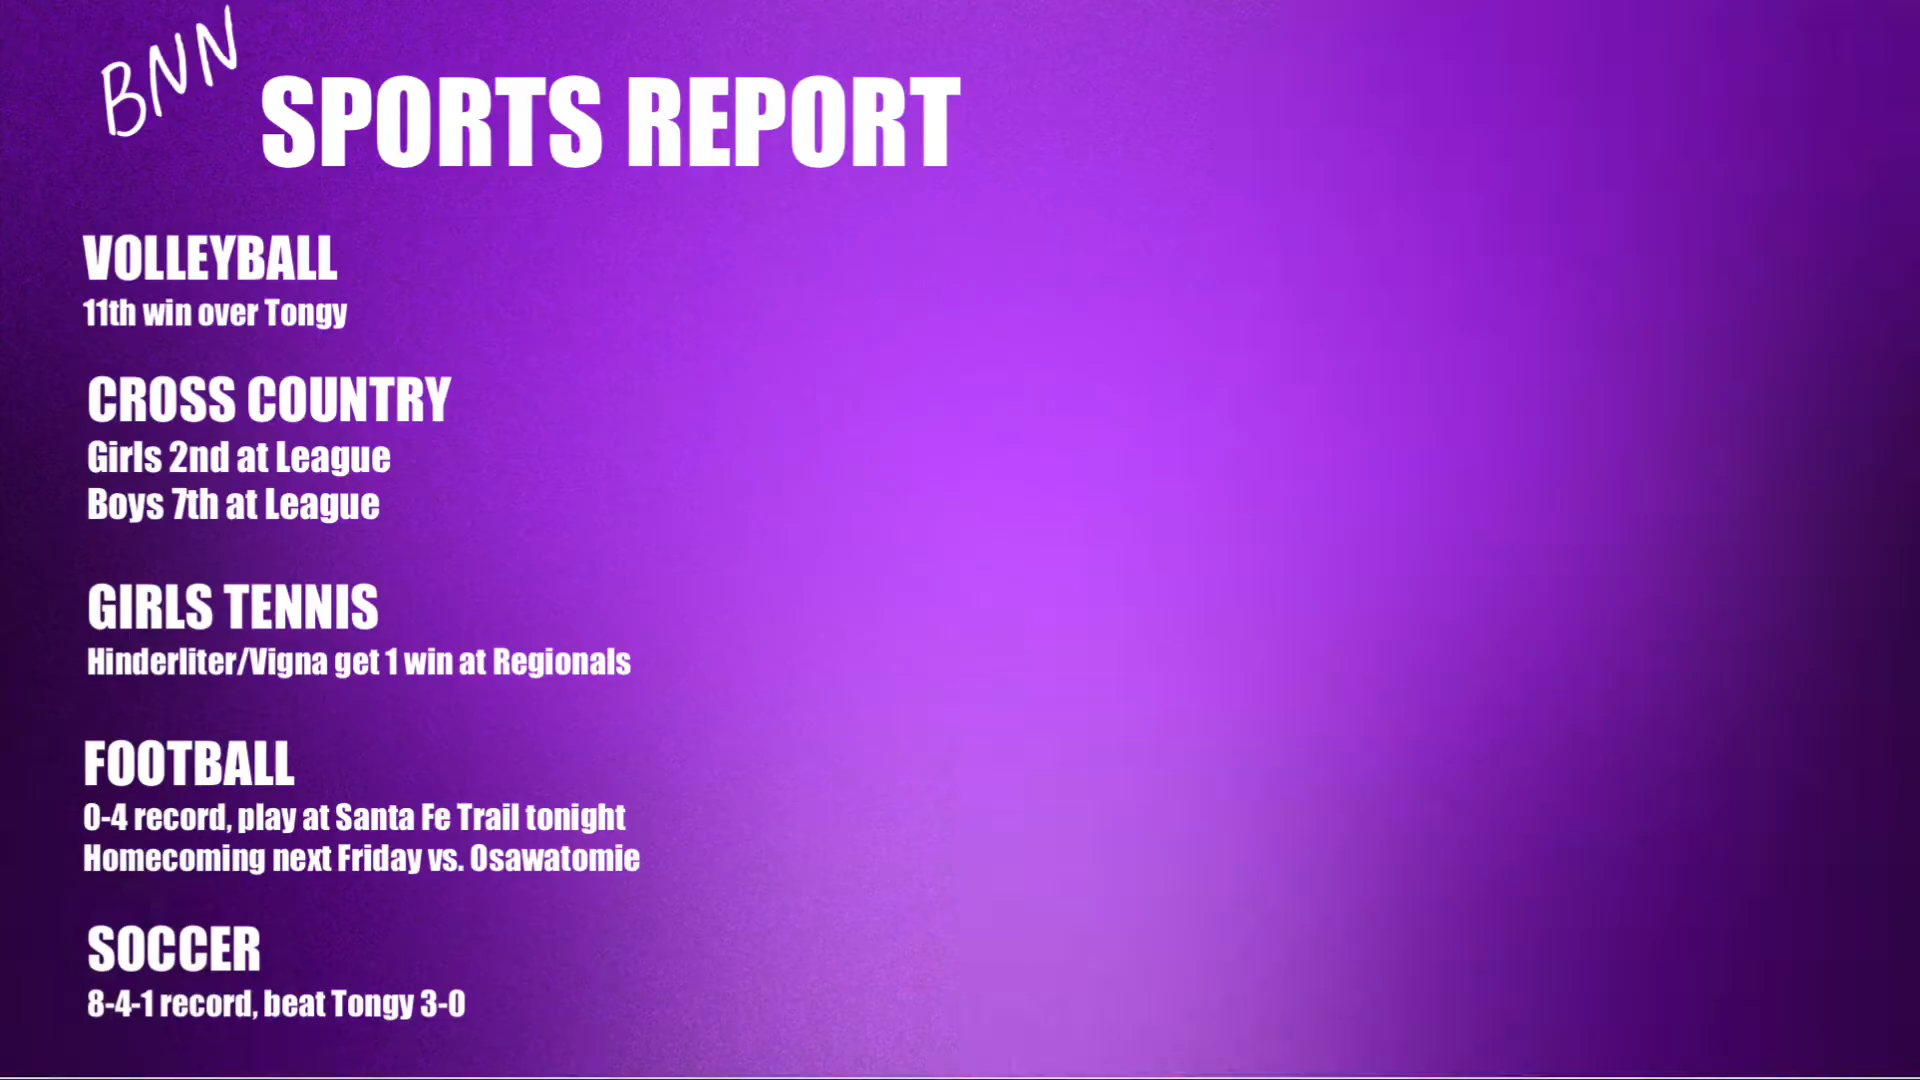 BNN
SPORTS REPORT
VOLLEYBALL
11th win over Tongy
CROSS COUNTRY
Girls 2nd at League
Boys 7th at League
GIRLS TENNIS
Hinderliter/Vigna get 1 win at Regionals
FOOTBALL
0-4 record, play at Santa Fe Trail tonight
Homecoming next Friday vs. Osawatomie
SOCCER
8-4-1 record, beat Tongy 3-0